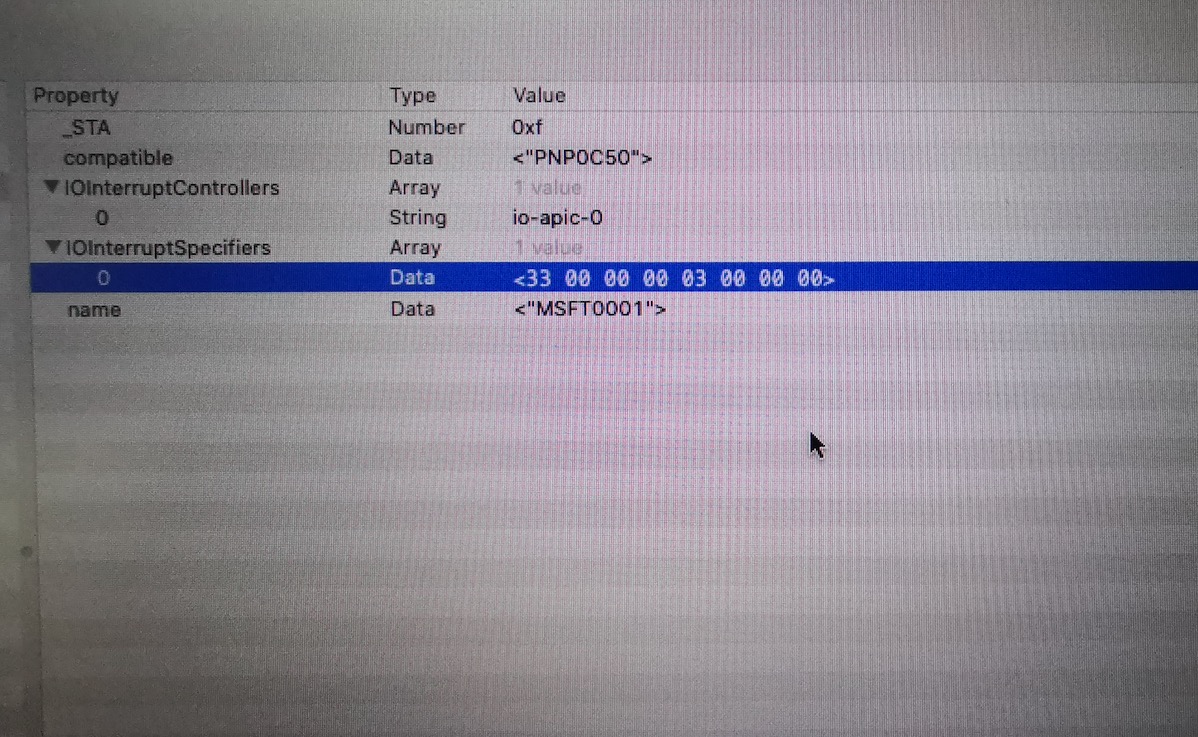 Property Type Value
_STA Number 0xf
compatible Data <"PNP0C50">
▼IOInterruptControllers Array 1 value
0 String io-apic-0
▼IOInterruptSpecifiers Array 1 value
0 Data <33 00 00 00 03 00 00 00>
name Data <"MSFT0001">